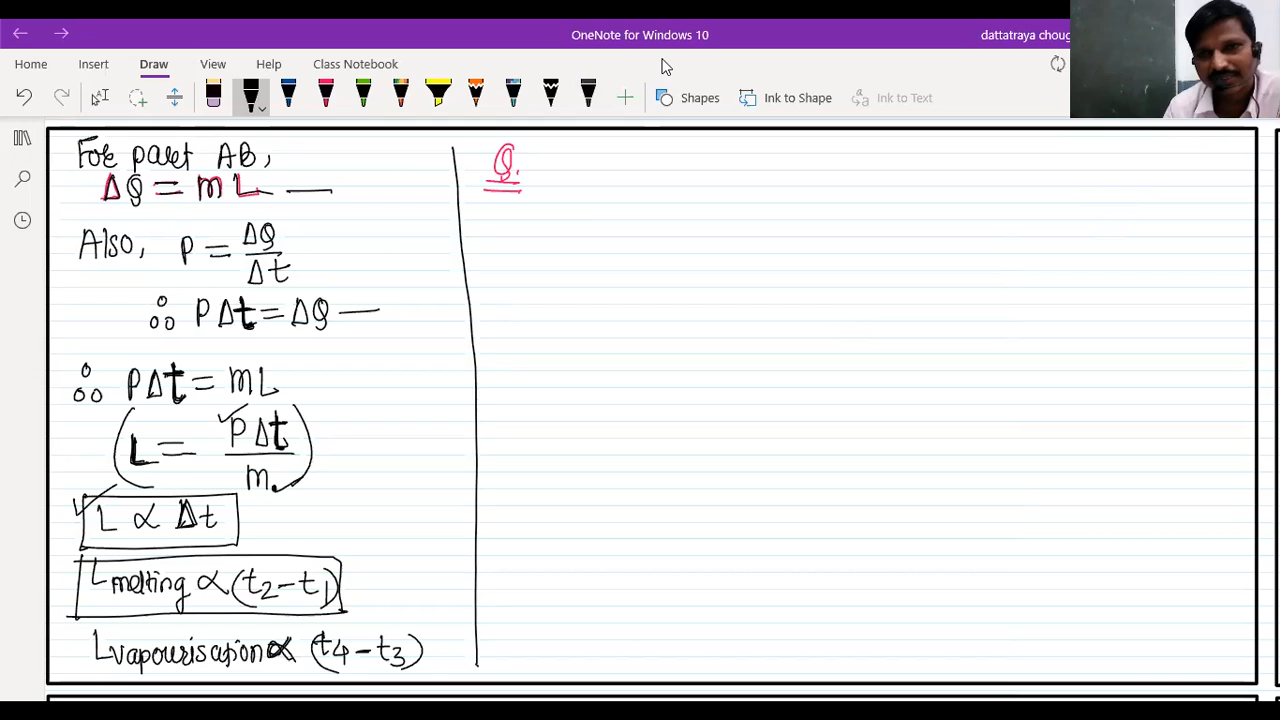 OneNote for Windows 10
dattatraya choug
Home Insert Draw View Help Class Notebook
Shapes Ink to Shape Ink to Text
For part AB,
ΔQ = mL —
Also, P = ΔQ/Δt
∴ PΔt = ΔQ —
∴ PΔt = mL
(L = PΔt/m)
L ∝ Δt
Lmelting ∝ (t2 - t1)
Lvapourisation ∝ (t4 - t3)
Q.